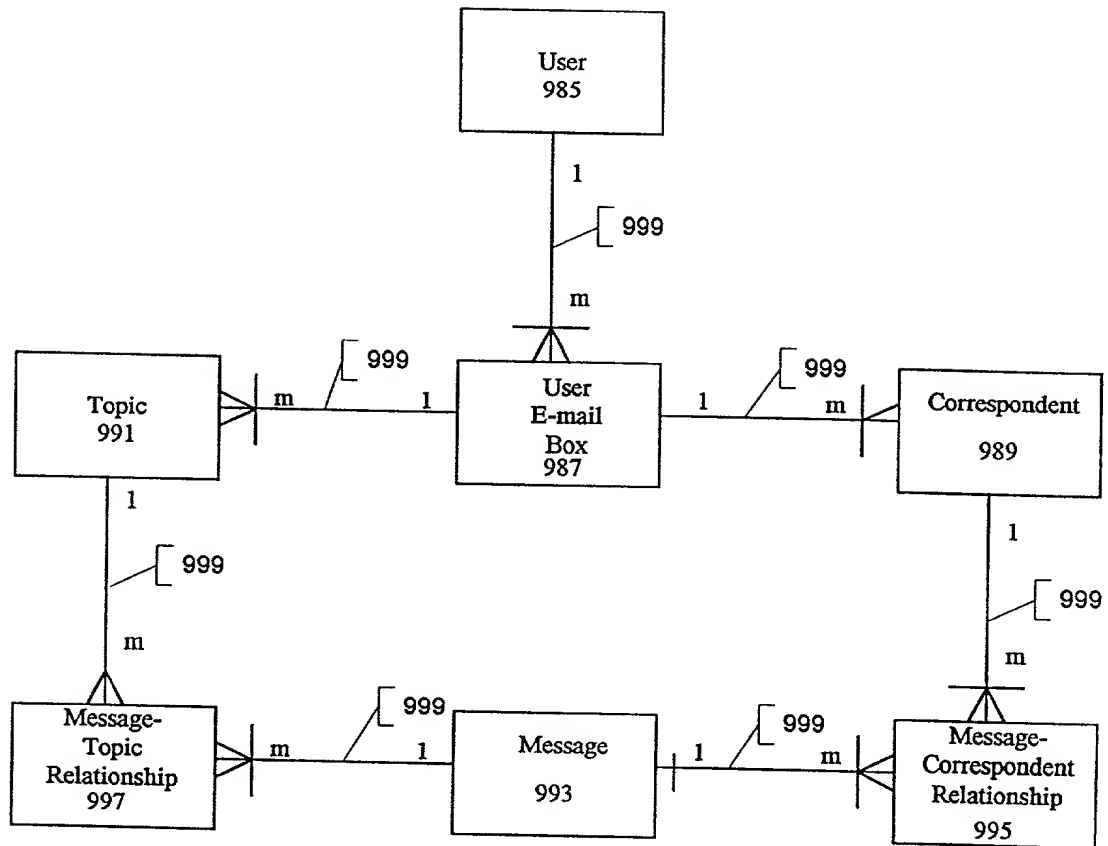 User
985
1
999
m
Topic
991
m
999
1
User
E-mail
Box
987
1
999
m
Correspondent
989
1
999
m
1
999
m
Message-
Topic
Relationship
997
m
999
1
Message
993
1
999
m
Message-
Correspondent
Relationship
995